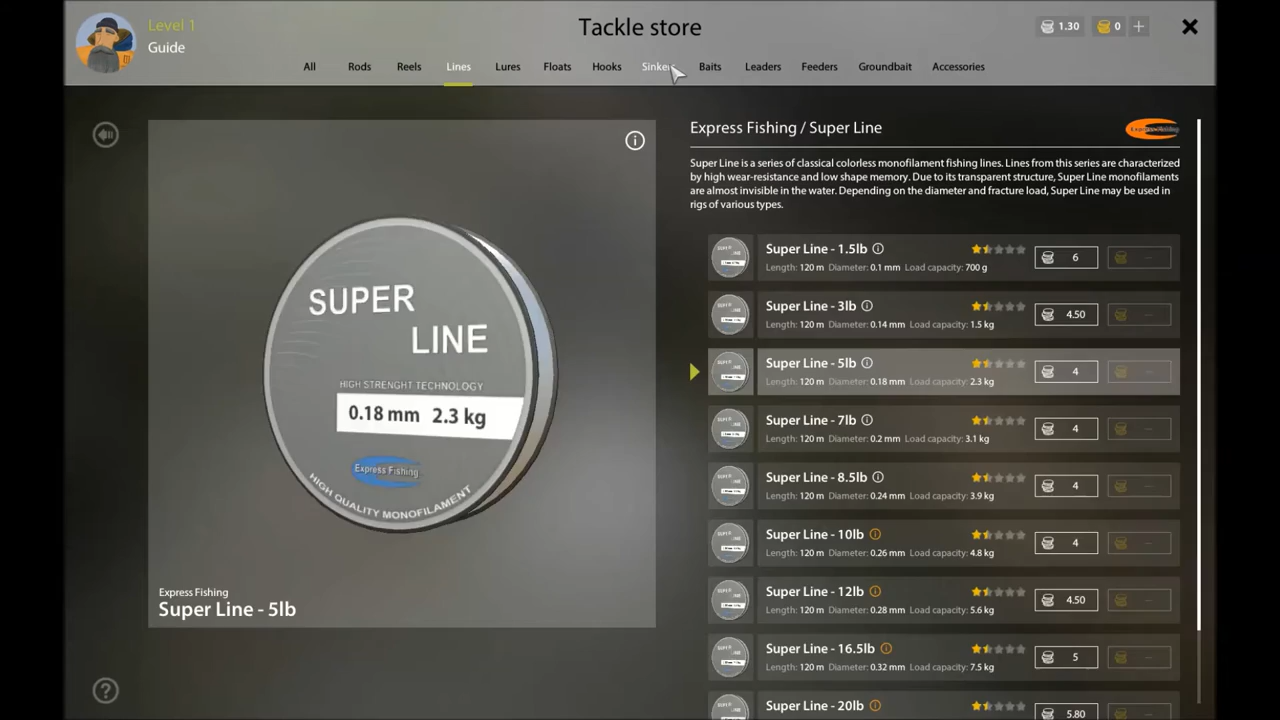 Level 1
Guide
Tackle store
1.30
0
+
All Rods Reels Lines Lures Floats Hooks Sinkers Baits Leaders Feeders Groundbait Accessories
SUPER
LINE
HIGH STRENGHT TECHNOLOGY
0.18 mm 2.3 kg
Express Fishing
HIGH QUALITY MONOFILAMENT
Express Fishing
Super Line - 5lb
Express Fishing / Super Line
Express Fishing
Super Line is a series of classical colorless monofilament fishing lines. Lines from this series are characterized
by high wear-resistance and low shape memory. Due to its transparent structure, Super Line monofilaments
are almost invisible in the water. Depending on the diameter and fracture load, Super Line may be used in
rigs of various types.
Super Line - 1.5lb
Length: 120 m Diameter: 0.1 mm Load capacity: 700 g
6
Super Line - 3lb
Length: 120 m Diameter: 0.14 mm Load capacity: 1.5 kg
4.50
Super Line - 5lb
Length: 120 m Diameter: 0.18 mm Load capacity: 2.3 kg
4
Super Line - 7lb
Length: 120 m Diameter: 0.2 mm Load capacity: 3.1 kg
4
Super Line - 8.5lb
Length: 120 m Diameter: 0.24 mm Load capacity: 3.9 kg
4
Super Line - 10lb
Length: 120 m Diameter: 0.26 mm Load capacity: 4.8 kg
4
Super Line - 12lb
Length: 120 m Diameter: 0.28 mm Load capacity: 5.6 kg
4.50
Super Line - 16.5lb
Length: 120 m Diameter: 0.32 mm Load capacity: 7.5 kg
5
Super Line - 20lb
5.80
?